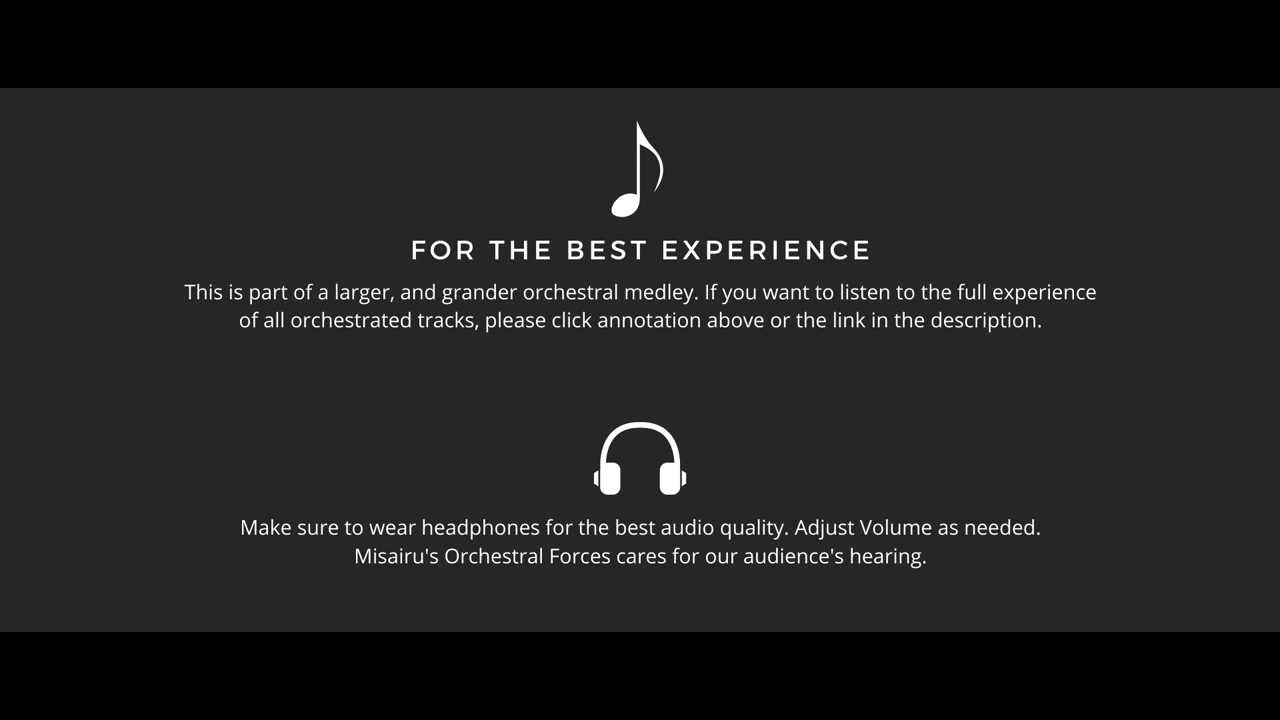 FOR THE BEST EXPERIENCE
This is part of a larger, and grander orchestral medley. If you want to listen to the full experience
of all orchestrated tracks, please click annotation above or the link in the description.
Make sure to wear headphones for the best audio quality. Adjust Volume as needed.
Misairu's Orchestral Forces cares for our audience's hearing.